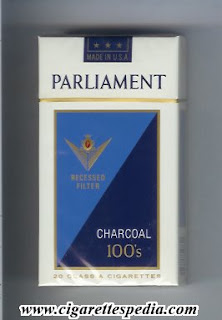 MADE IN U.S.A.
PARLIAMENT
RECESSED
FILTER
CHARCOAL
100's
20 CLASS A CIGARETTES
www.cigarettespedia.com